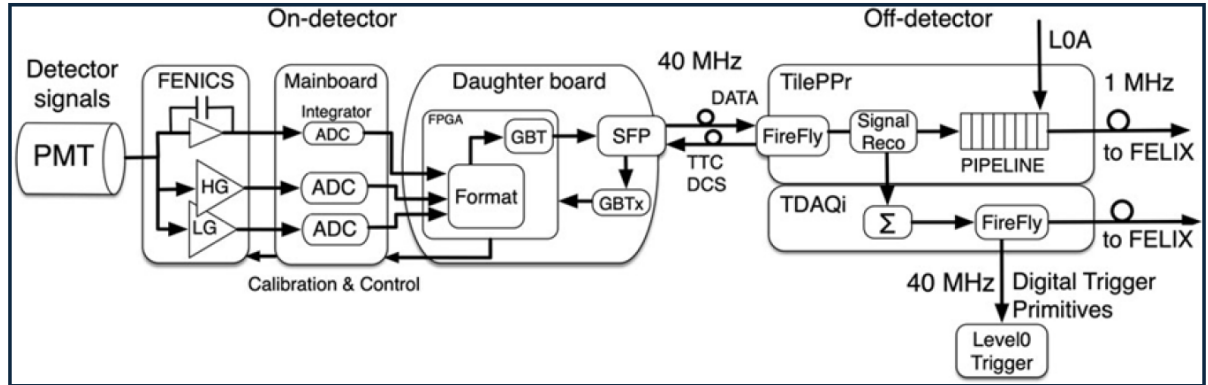 On-detector
Off-detector
Detector
signals
PMT
FENICS
HG
LG
Mainboard
Integrator
ADC
ADC
ADC
Calibration & Control
Daughter board
FPGA
GBT
Format
SFP
GBTx
40 MHz
DATA
TTC
DCS
TilePPr
FireFly
Signal
Reco
PIPELINE
L0A
1 MHz
to FELIX
TDAQi
Σ
FireFly
to FELIX
40 MHz
Digital Trigger
Primitives
Level0
Trigger